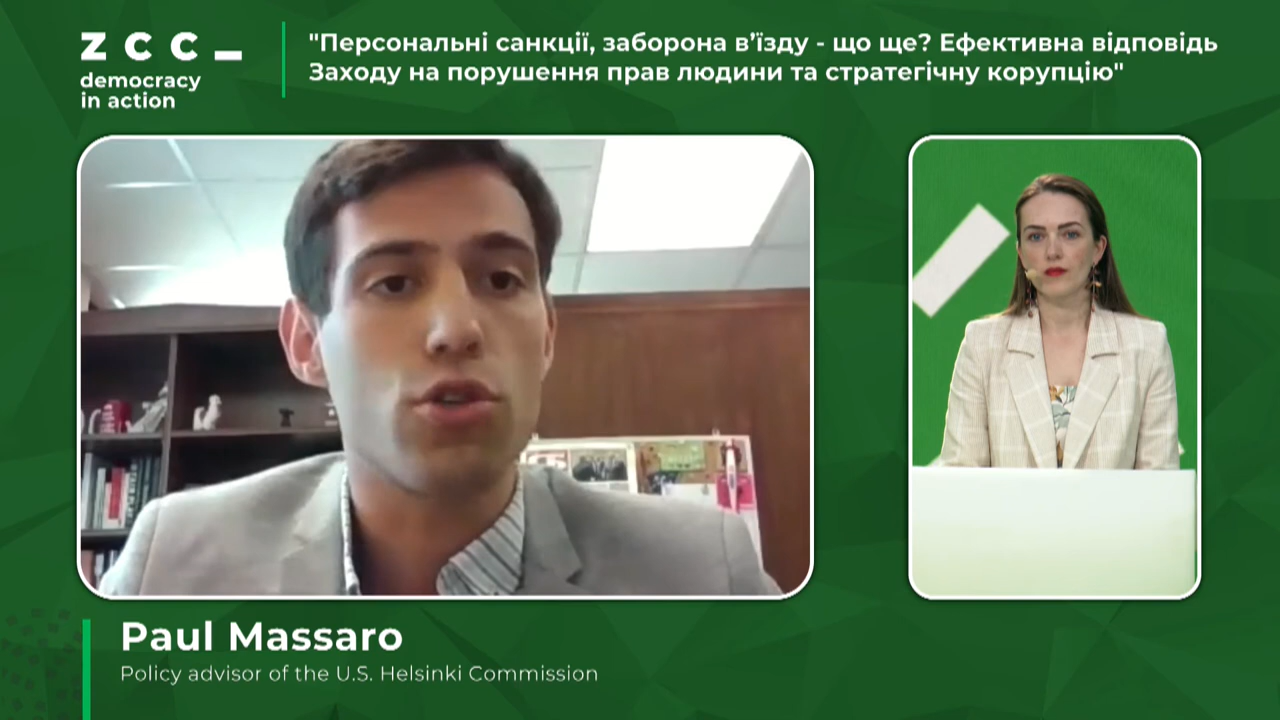 zcc_
democracy
in action
"Персональні санкції, заборона в’їзду - що ще? Ефективна відповідь
Заходу на порушення прав людини та стратегічну корупцію"
Paul Massaro
Policy advisor of the U.S. Helsinki Commission